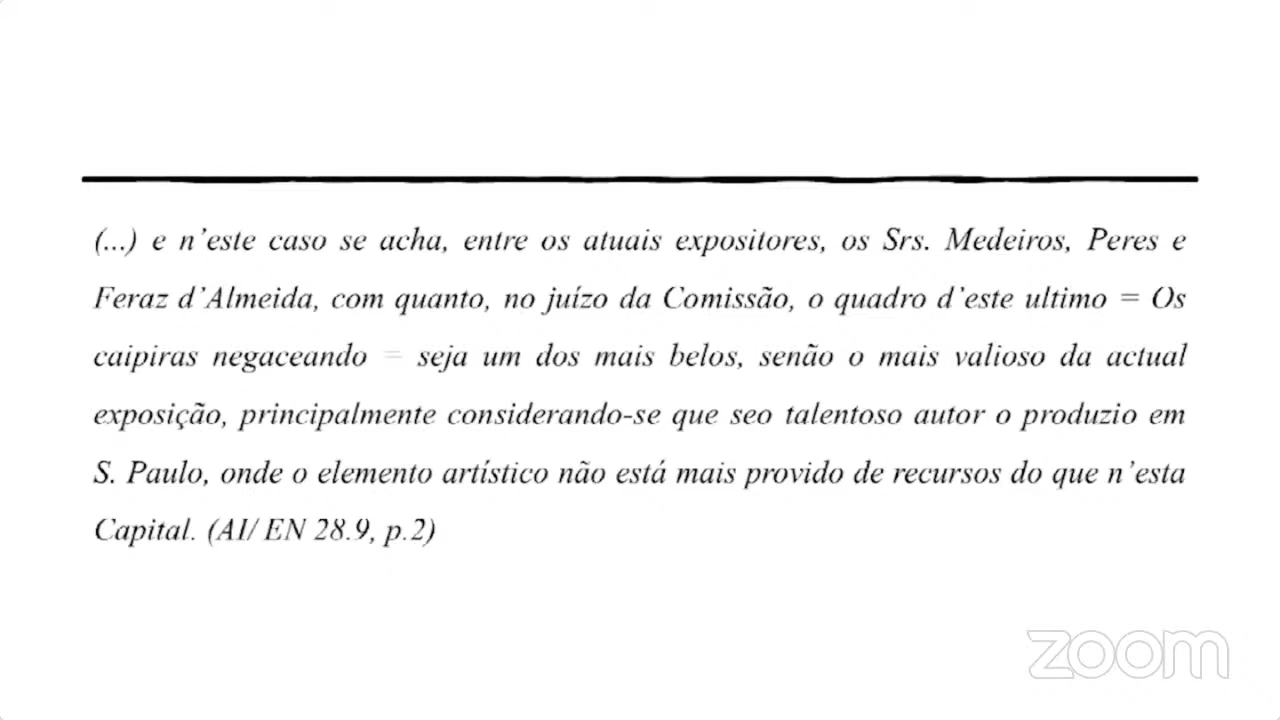 (...) e n’este caso se acha, entre os atuais expositores, os Srs. Medeiros, Peres e
Feraz d’Almeida, com quanto, no juízo da Comissão, o quadro d’este ultimo = Os
caipiras negaceando = seja um dos mais belos, senão o mais valioso da actual
exposição, principalmente considerando-se que seo talentoso autor o produzio em
S. Paulo, onde o elemento artístico não está mais provido de recursos do que n’esta
Capital. (AI/ EN 28.9, p.2)
zoom